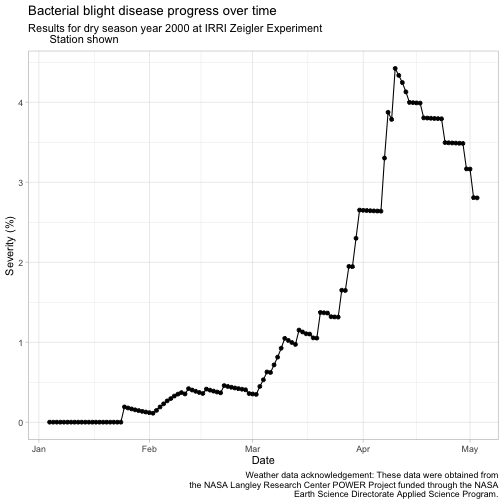 Bacterial blight disease progress over time
Results for dry season year 2000 at IRRI Zeigler Experiment
Station shown
Severity (%)
4
3
2
1
0
Jan
Feb
Mar
Apr
May
Date
Weather data acknowledgement: These data were obtained from
the NASA Langley Research Center POWER Project funded through the NASA
Earth Science Directorate Applied Science Program.